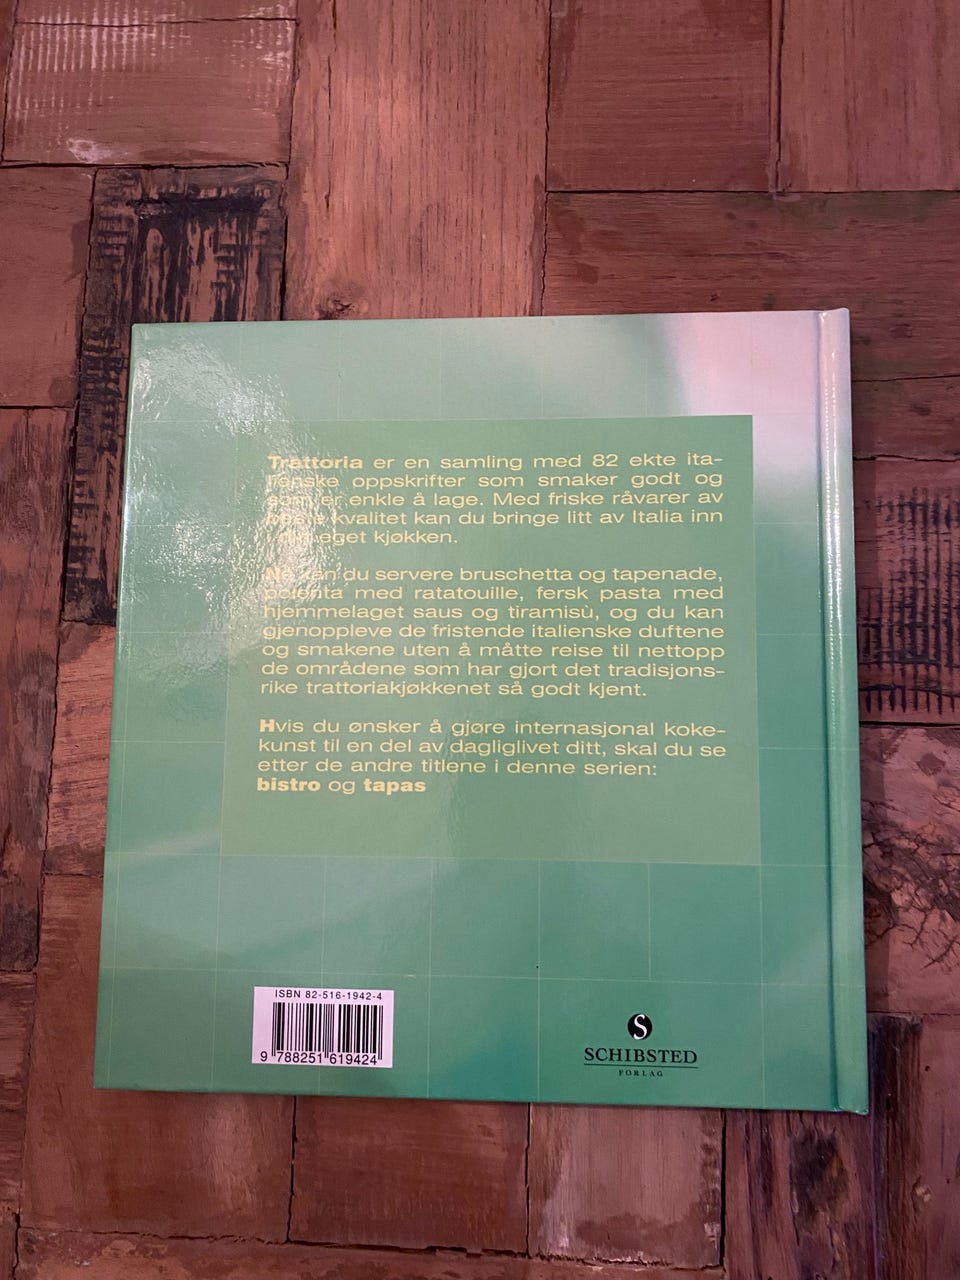 Trattoria er en samling med 82 ekte ita-
lienske oppskrifter som smaker godt og
som er enkle å lage. Med friske råvarer av
beste kvalitet kan du bringe litt av Italia inn
i ditt eget kjøkken.
Nå kan du servere bruschetta og tapenade,
polenta med ratatouille, fersk pasta med
hjemmelaget saus og tiramisù, og du kan
gjenoppleve de fristende italienske duftene
og smakene uten å måtte reise til nettopp
de områdene som har gjort det tradisjons-
rike trattoriakjøkkenet så godt kjent.
Hvis du ønsker å gjøre internasjonal koke-
kunst til en del av dagliglivet ditt, skal du se
etter de andre titlene i denne serien:
bistro og tapas
ISBN 82-516-1942-4
9 788251 619424
S
SCHIBSTED
FORLAG